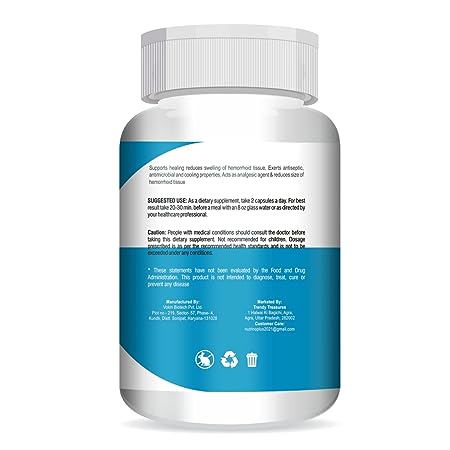 Supports healing reduces swelling of hemorrhoid tissue, Exerts antiseptic,
antimicrobial and cooling properties, Acts as analgesic agent & reduces size of
hemorrhoid tissue
SUGGESTED USE: As a dietary supplement, take 2 capsules a day. For best
result take 20-30 min. before a meal with an 8 oz glass water or as directed by
your healthcare professional.
Caution: People with medical conditions should consult the doctor before
taking this dietary supplement. Not recommended for children. Dosage
prescribed is as per the recommended health standards and is not to be
exceeded under any conditions.
* These statements have not been evaluated by the Food and Drug
Administration. This product is not intended to diagnose, treat, cure or
prevent any disease
Manufactured By:
Volon Biotech Pvt. Ltd.
Plot no:- 219, Sector- 57, Phase- 4,
Kundli, Distt. Sonipat, Haryana-131028
Marketed By:
Trendy Treasures
1 Halwai Ki Bagichi, Agra,
Agra, Uttar Pradesh, 282002
Customer Care:
nutrinoplus2021@gmail.com